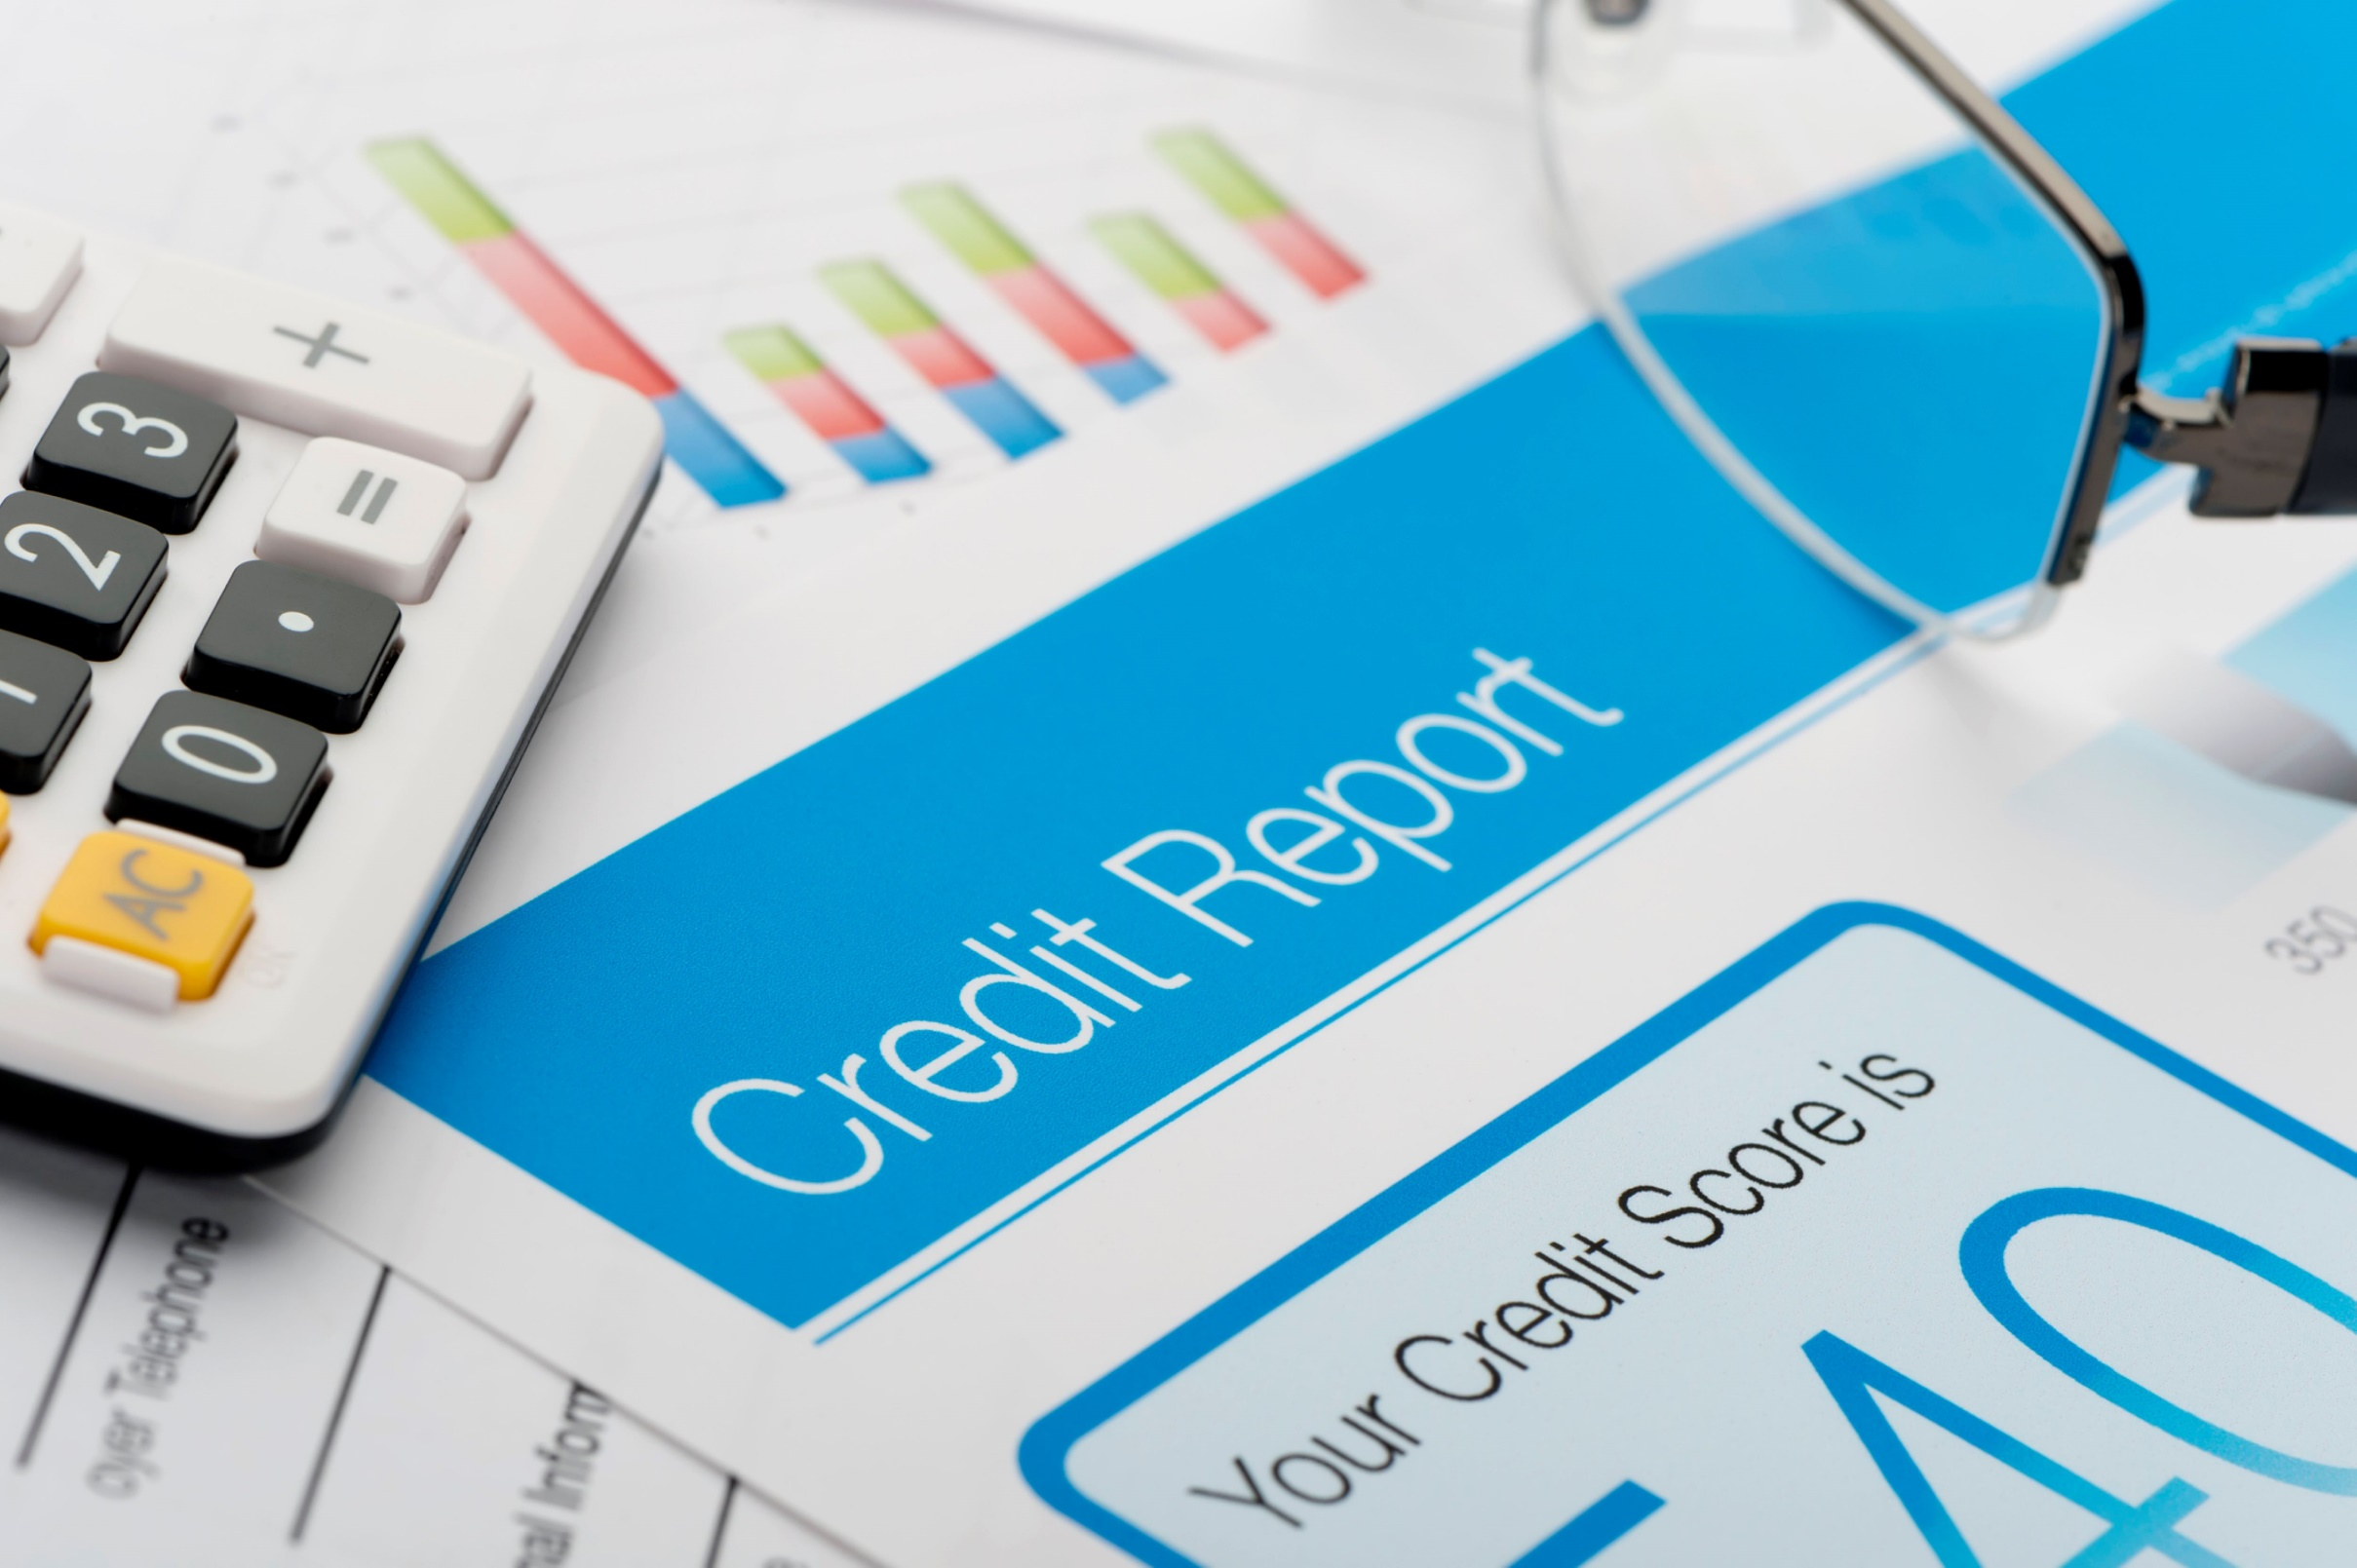 +
3
=
2
.
0
AC
Credit Report
350
Your Credit Score is
40
Telephone